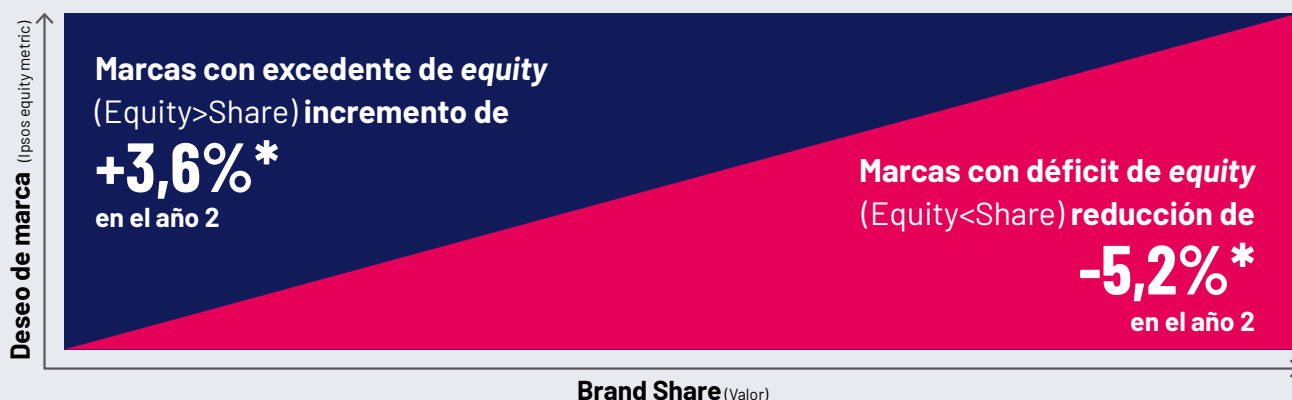 Marcas con excedente de equity
(Equity>Share) incremento de
+3,6%*
en el año 2
Marcas con déficit de equity
(Equity<Share) reducción de
-5,2%*
en el año 2
Deseo de marca (Ipsos equity metric)
Brand Share (Valor)